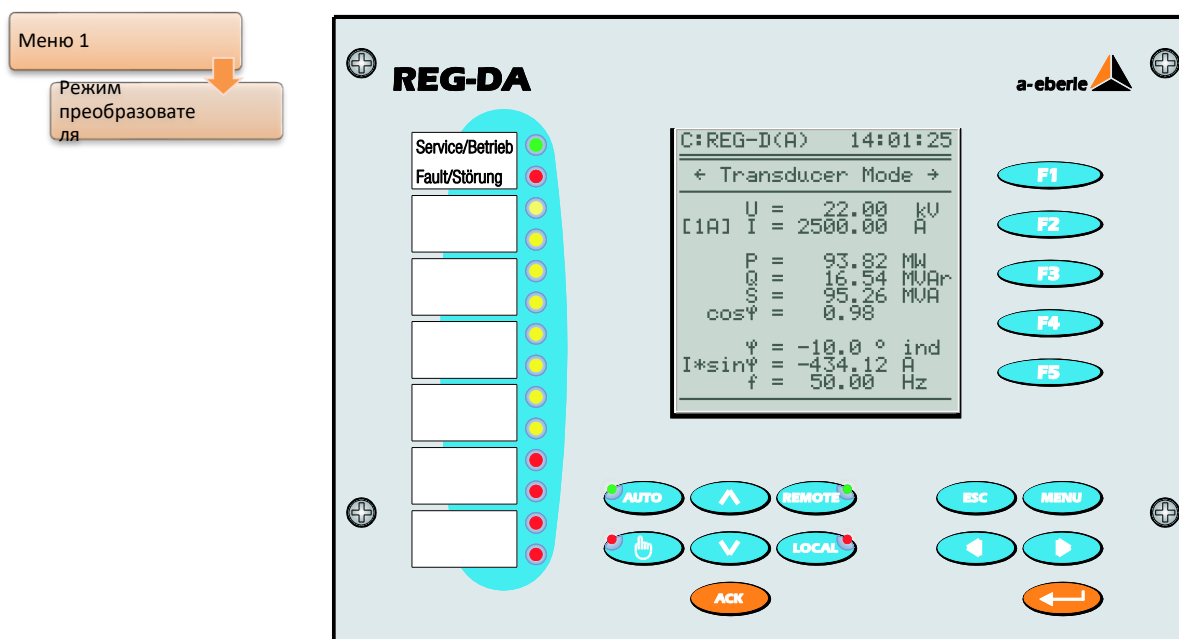 Меню 1
Режим
преобразовате
ля
REG-DA
a-eberle
Service/Betrieb
Fault/Störung
C:REG-D(A) 14:01:25
← Transducer Mode →
U = 22.00 kV
[1A] I = 2500.00 A
P = 93.82 MW
Q = 16.54 MVAr
S = 95.26 MVA
cosφ = 0.98
φ = -10.0 ° ind
I*sinφ = -434.12 A
f = 50.00 Hz
F1
F2
F3
F4
F5
AUTO
REMOTE
ESC
MENU
LOCAL
ACK